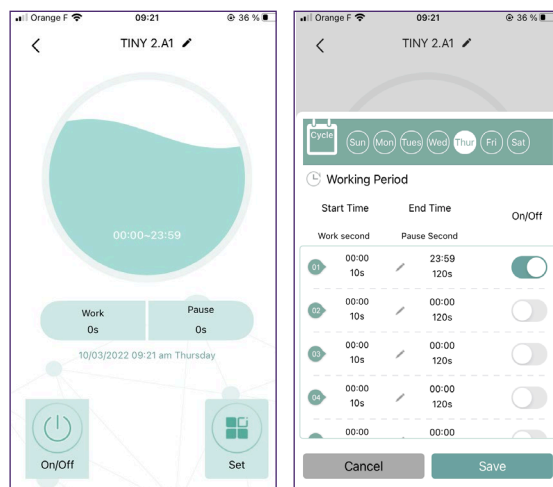 Orange F 09:21 36 %
TINY 2.A1
00:00~23:59
Work Pause
0s 0s
10/03/2022 09:21 am Thursday
On/Off Set
Orange F 09:21 36 %
TINY 2.A1
Cycle Sun Mon Tues Wed Thur Fri Sat
Working Period
Start Time End Time On/Off
Work second Pause Second
01 00:00 23:59
10s 120s
02 00:00 00:00
10s 120s
03 00:00 00:00
10s 120s
04 00:00 00:00
10s 120s
00:00 00:00
Cancel Save